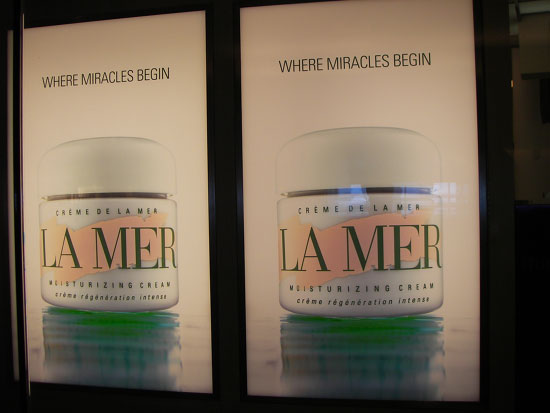 WHERE MIRACLES BEGIN
CRÈME DE LA MER
LA MER
MOISTURIZING CREAM
crème régénération intense
WHERE MIRACLES BEGIN
CRÈME DE LA MER
LA MER
MOISTURIZING CREAM
crème régénération intense